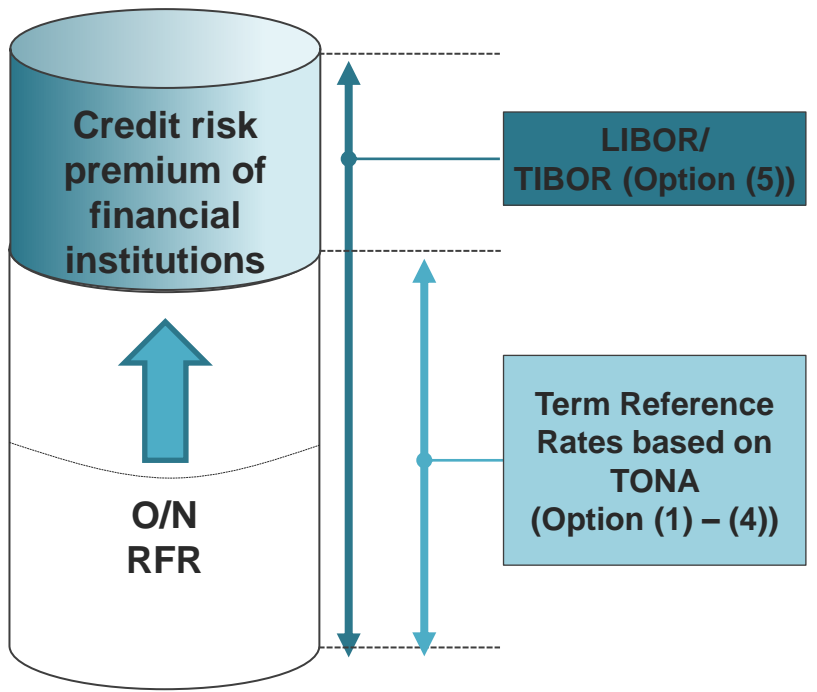 Credit risk
premium of
financial
institutions
O/N
RFR
LIBOR/
TIBOR (Option (5))
Term Reference
Rates based on
TONA
(Option (1) – (4))